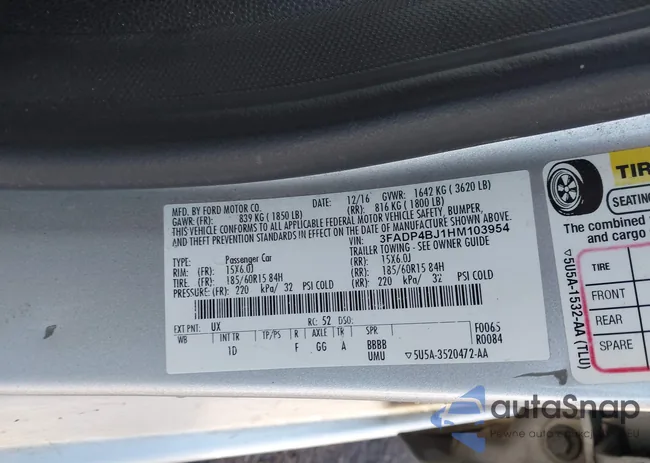 MFD. BY FORD MOTOR CO. DATE: 12/16 GVWR: 1642 KG ( 3620 LB)
GAWR: (FR): 839 KG ( 1850 LB) (RR): 816 KG ( 1800 LB)
THIS VEHICLE CONFORMS TO ALL APPLICABLE FEDERAL MOTOR VEHICLE SAFETY, BUMPER,
AND THEFT PREVENTION STANDARDS IN EFFECT ON THE DATE OF MANUFACTURE SHOWN ABOVE.
VIN: 3FADP4BJ1HM103954
TYPE: Passenger Car TRAILER TOWING - SEE OWNER GUIDE
RIM: (FR): 15X6.0J (RR): 15X6.0J
TIRES: (FR): 185/60R15 84H (RR): 185/60R15 84H
PRESSURE: (FR): 220 kPa/ 32 PSI COLD (RR): 220 kPa/ 32 PSI COLD
EXT PNT: UX RC: 52 DSO: F0065
WB INT TR TP/PS R AXLE TR SPR R0084
1D F GG A BBBB
UMU ▽5U5A-3520472-AA
TIR
SEATING
The combined
and cargo
TIRE
FRONT
REAR
SPARE
▽5U5A-1532-AA (TLU)
autoSnap
Pewne auto
EU